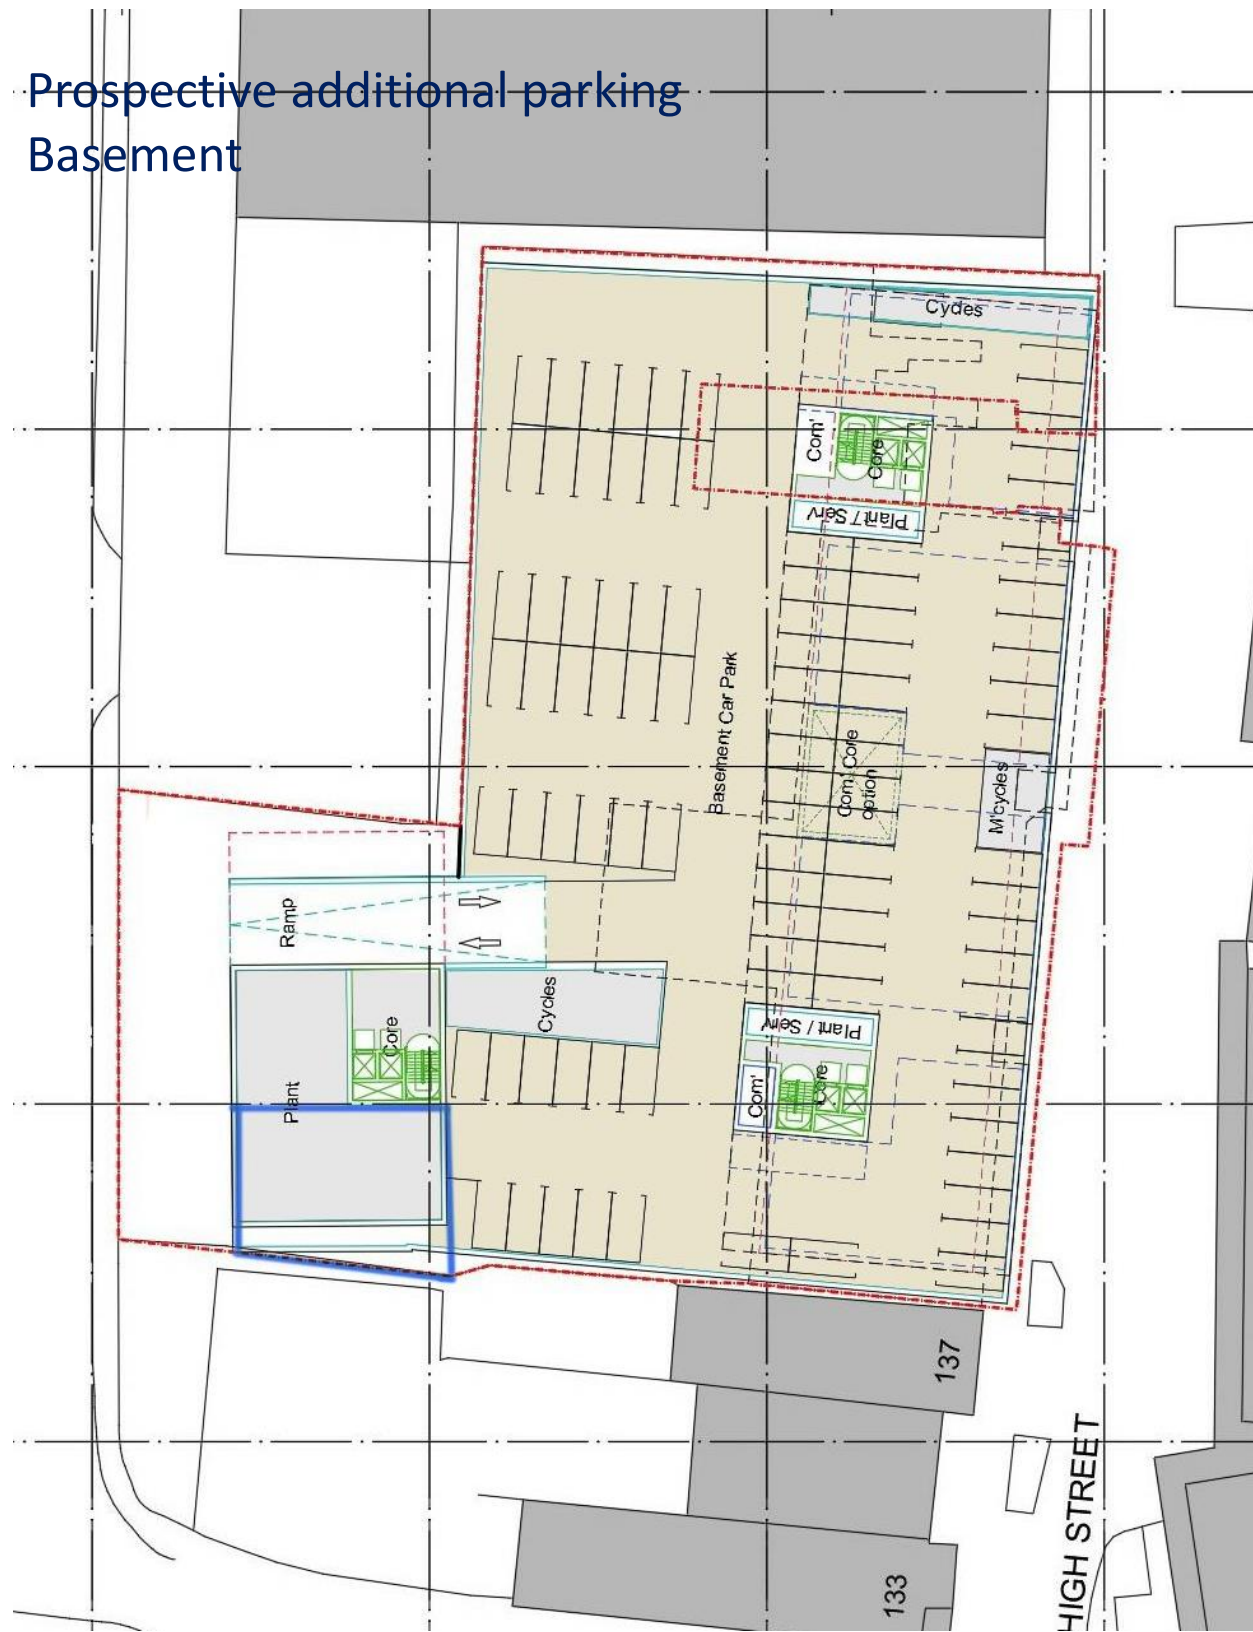 Prospective additional parking
Basement
Cycles
Com'
Core
Plant / Serv
Basement Car Park
Com' Core
option
M'cycles
Ramp
Cycles
Core
Plant
Plant / Serv
Com'
Core
137
HIGH STREET
133